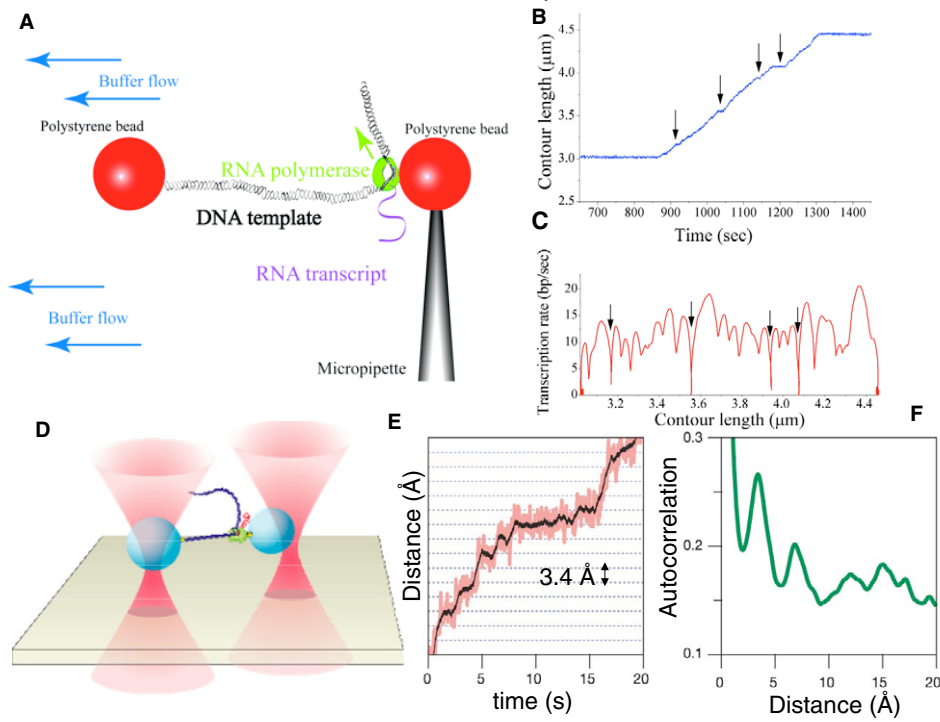 A
Buffer flow
Polystyrene bead
Polystyrene bead
RNA polymerase
DNA template
RNA transcript
Buffer flow
Micropipette
B
Contour length (μm)
4.5
4.0
3.5
3.0
2.5
700 800 900 1000 1100 1200 1300 1400
Time (sec)
C
Transcription rate (bp/sec)
20
15
10
5
0
3.2 3.4 3.6 3.8 4.0 4.2 4.4
Contour length (μm)
D
E
Distance (Å)
3.4 Å
0 5 10 15 20
time (s)
F
Autocorrelation
0.3
0.2
0.1
0 5 10 15 20
Distance (Å)